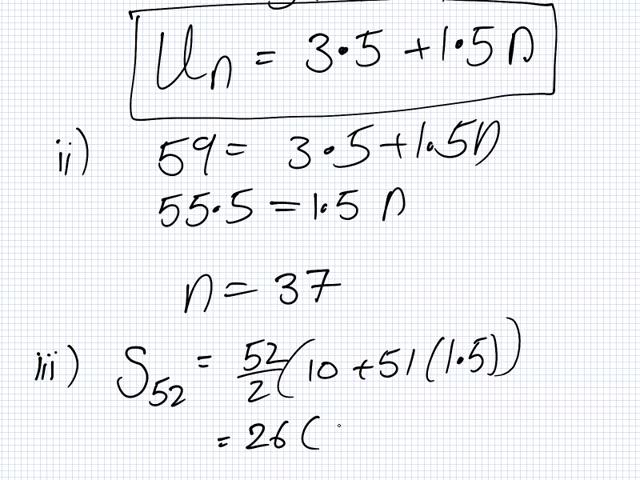 Un = 3.5 + 1.5n
ii) 59 = 3.5 + 1.5n
55.5 = 1.5 n
n = 37
iii) S52 = 52/2 (10 + 51(1.5))
= 26 (